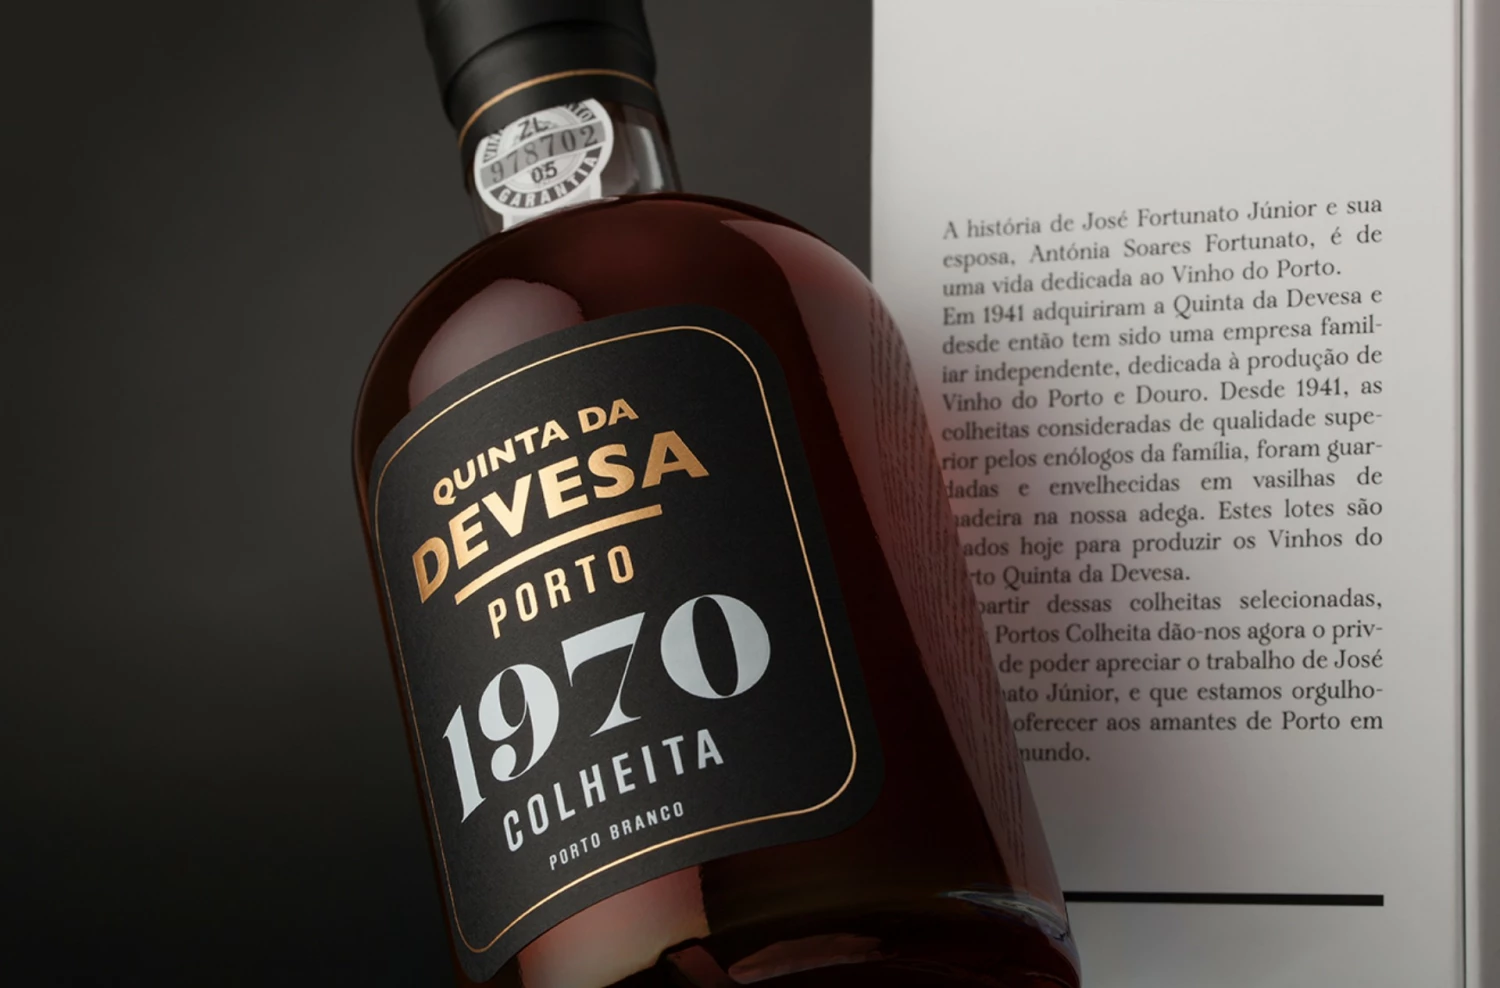 ZL
978702
05
GARANTIA
QUINTA DA
DEVESA
PORTO
1970
COLHEITA
PORTO BRANCO
A história de José Fortunato Júnior e sua
esposa, Antónia Soares Fortunato, é de
uma vida dedicada ao Vinho do Porto.
Em 1941 adquiriram a Quinta da Devesa e
desde então tem sido uma empresa famil-
iar independente, dedicada à produção de
Vinho do Porto e Douro. Desde 1941, as
colheitas consideradas de qualidade supe-
rior pelos enólogos da família, foram guar-
dadas e envelhecidas em vasilhas de
na nossa adega. Estes lotes são
hoje para produzir os Vinhos do
Quinta da Devesa.
dessas colheitas selecionadas,
Portos Colheita dão-nos agora o priv-
de poder apreciar o trabalho de José
Júnior, e que estamos orgulho-
oferecer aos amantes de Porto em
mundo.